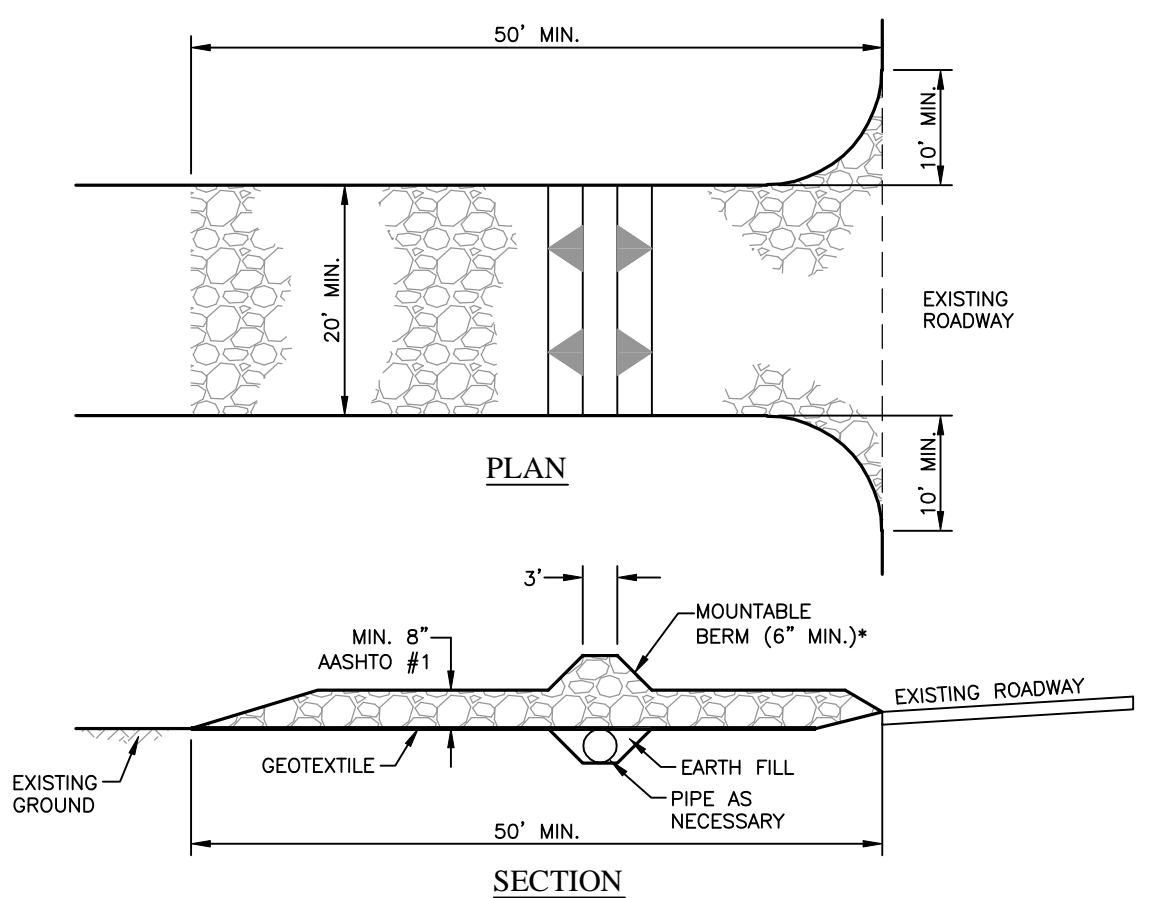 50' MIN.
10' MIN.
20' MIN.
EXISTING
ROADWAY
10' MIN.
PLAN
3'
MOUNTABLE
BERM (6" MIN.)*
MIN. 8"
AASHTO #1
EXISTING ROADWAY
GEOTEXTILE
EARTH FILL
EXISTING
GROUND
PIPE AS
NECESSARY
50' MIN.
SECTION